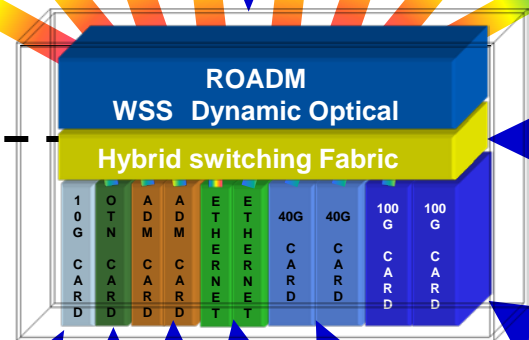 ROADM
WSS Dynamic Optical
Hybrid switching Fabric
10G CARD
OTN CARD
ADM CARD
ADM CARD
ETHERNET
ETHERNET
40G CARD
40G CARD
100G CARD
100G CARD